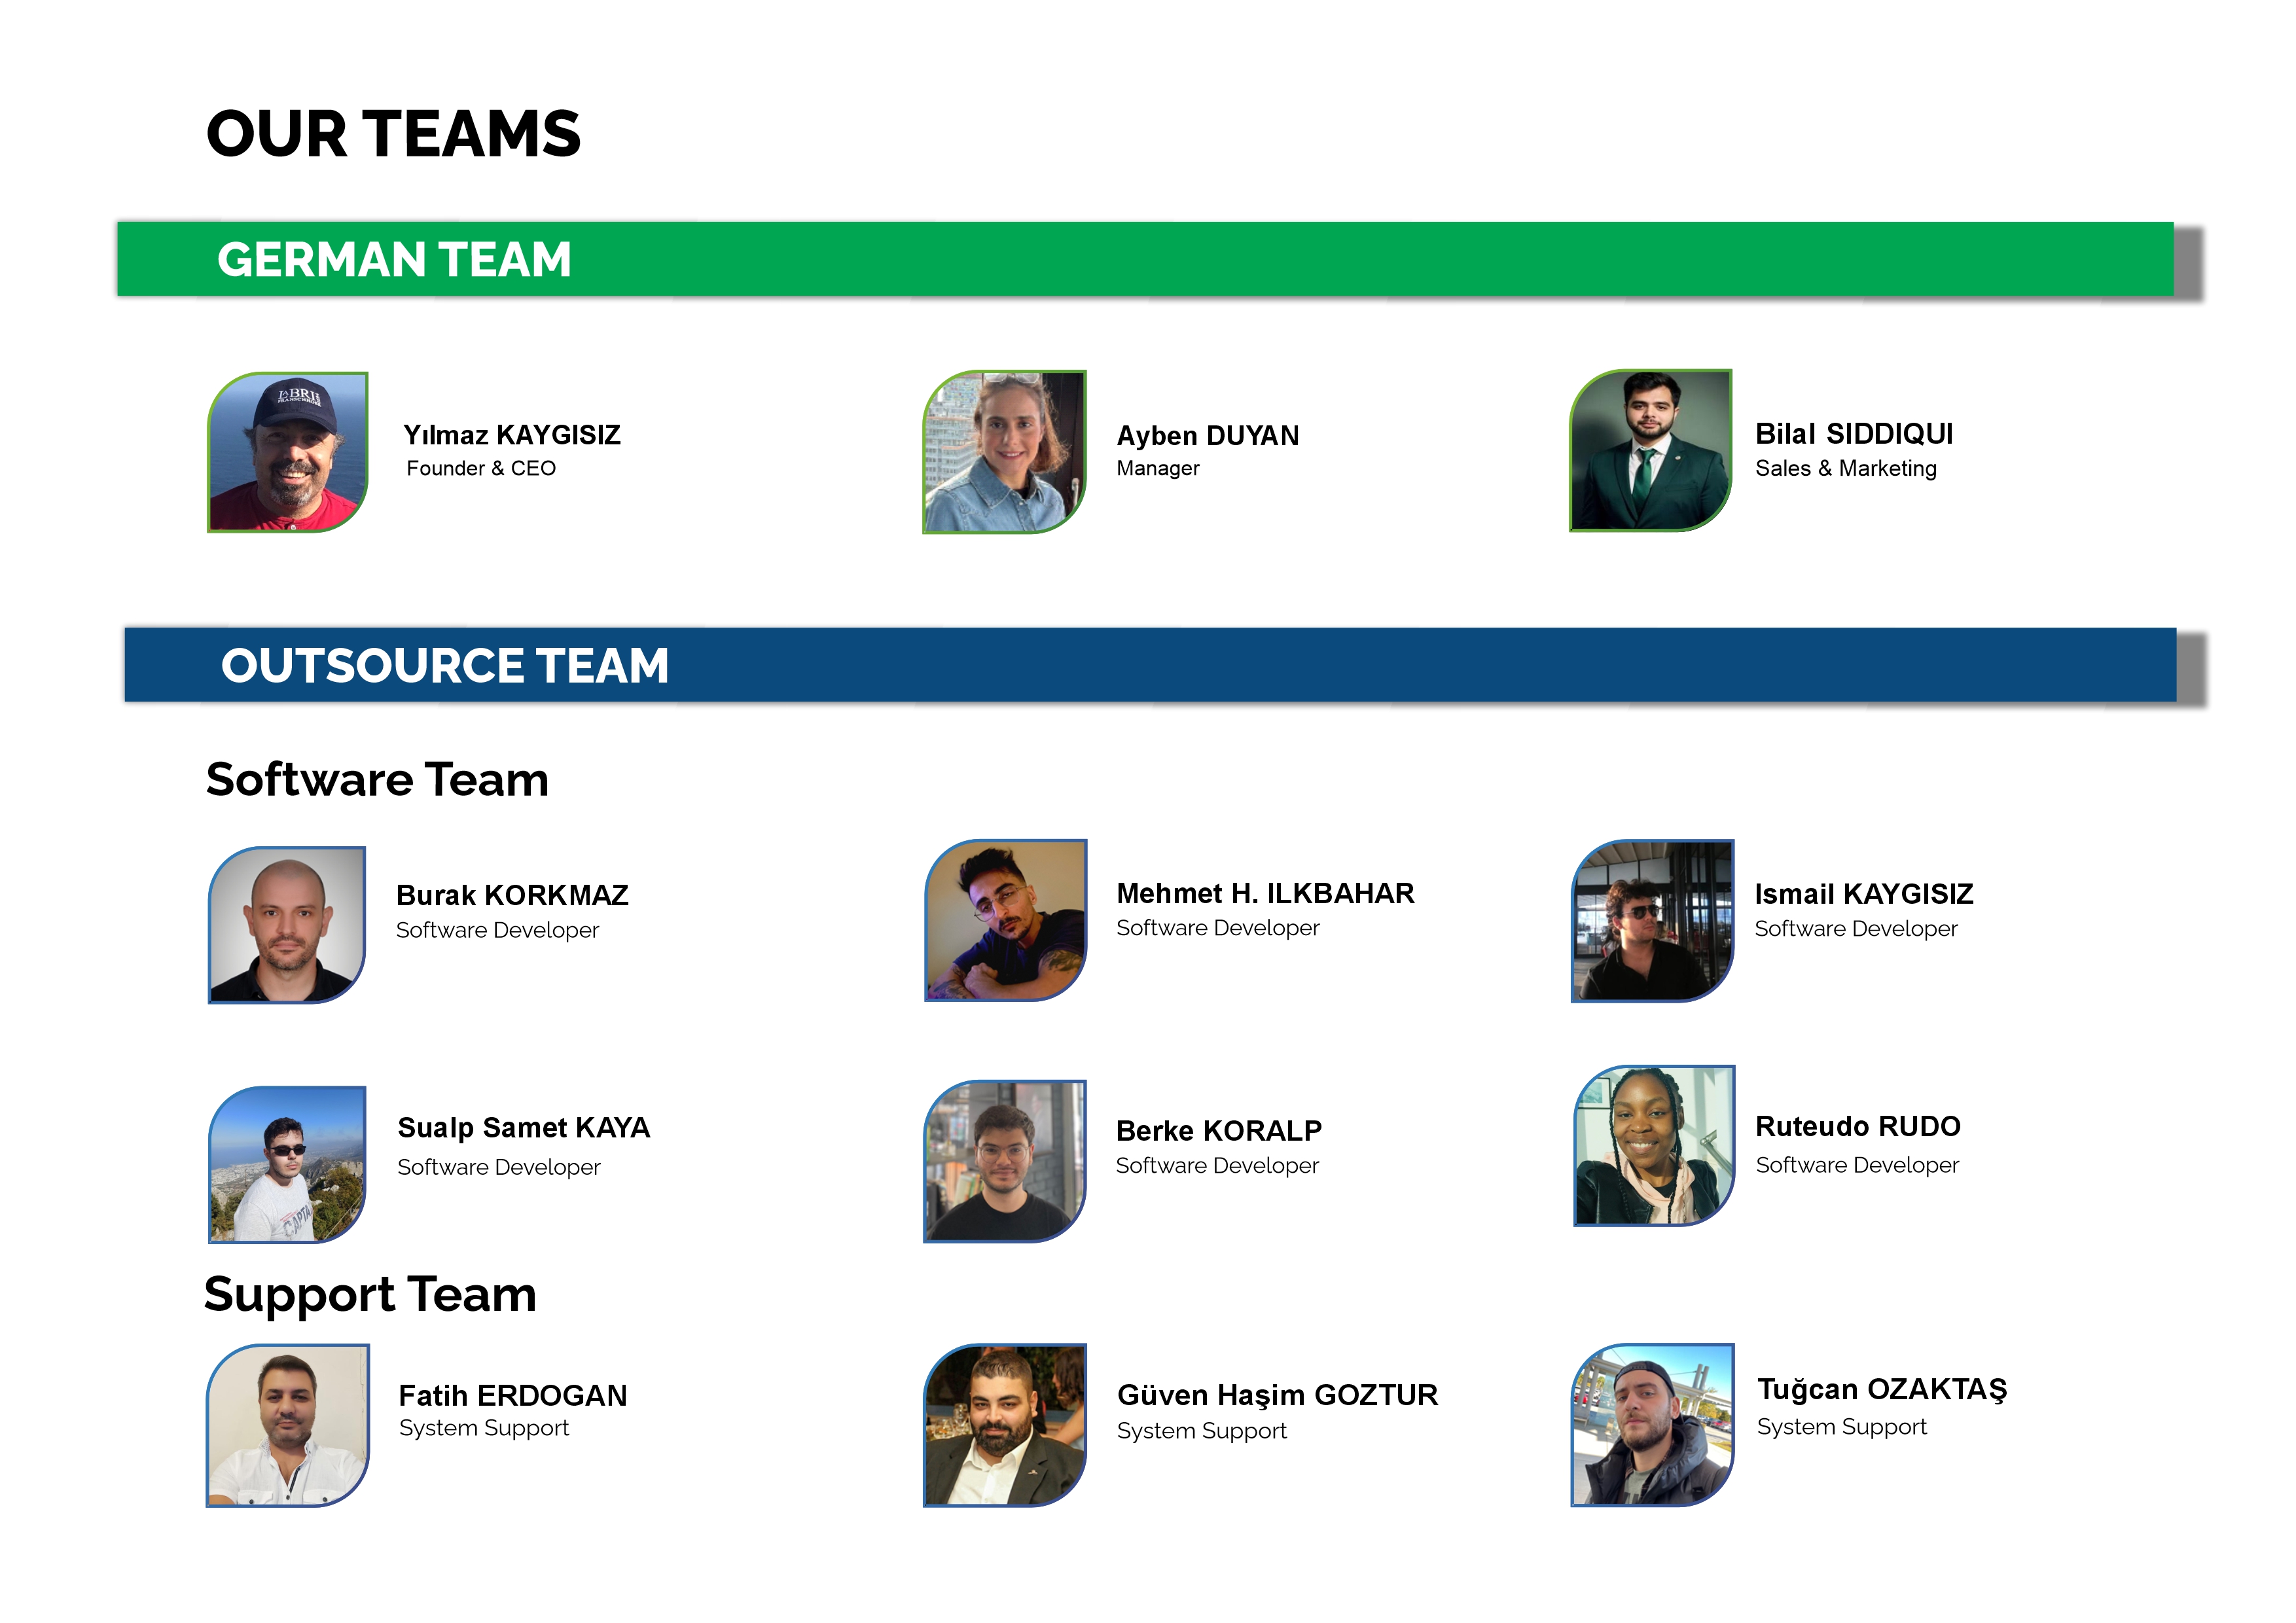 OUR TEAMS
GERMAN TEAM
Yılmaz KAYGISIZ
Founder & CEO
Ayben DUYAN
Manager
Bilal SIDDIQUI
Sales & Marketing
OUTSOURCE TEAM
Software Team
Burak KORKMAZ
Software Developer
Mehmet H. ILKBAHAR
Software Developer
Ismail KAYGISIZ
Software Developer
Sualp Samet KAYA
Software Developer
Berke KORALP
Software Developer
Ruteudo RUDO
Software Developer
Support Team
Fatih ERDOGAN
System Support
Güven Haşim GOZTUR
System Support
Tuğcan OZAKTAŞ
System Support